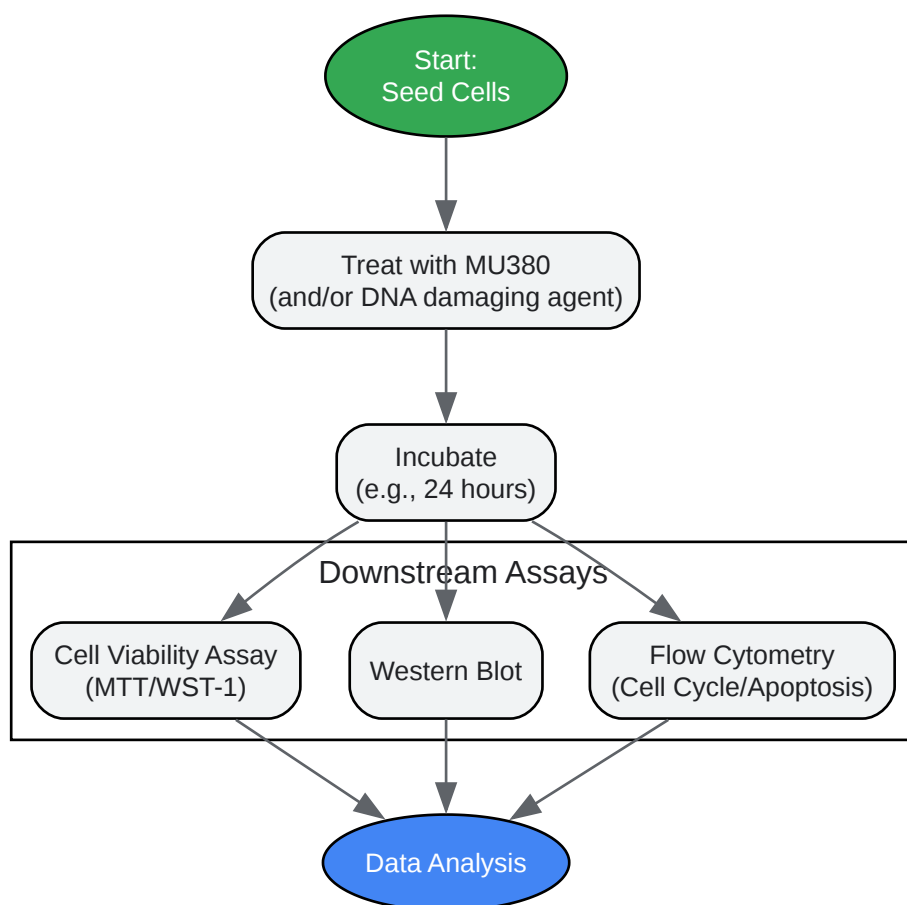 Start:
Seed Cells
Treat with MU380
(and/or DNA damaging agent)
Incubate
(e.g., 24 hours)
Downstream Assays
Cell Viability Assay
(MTT/WST-1)
Western Blot
Flow Cytometry
(Cell Cycle/Apoptosis)
Data Analysis